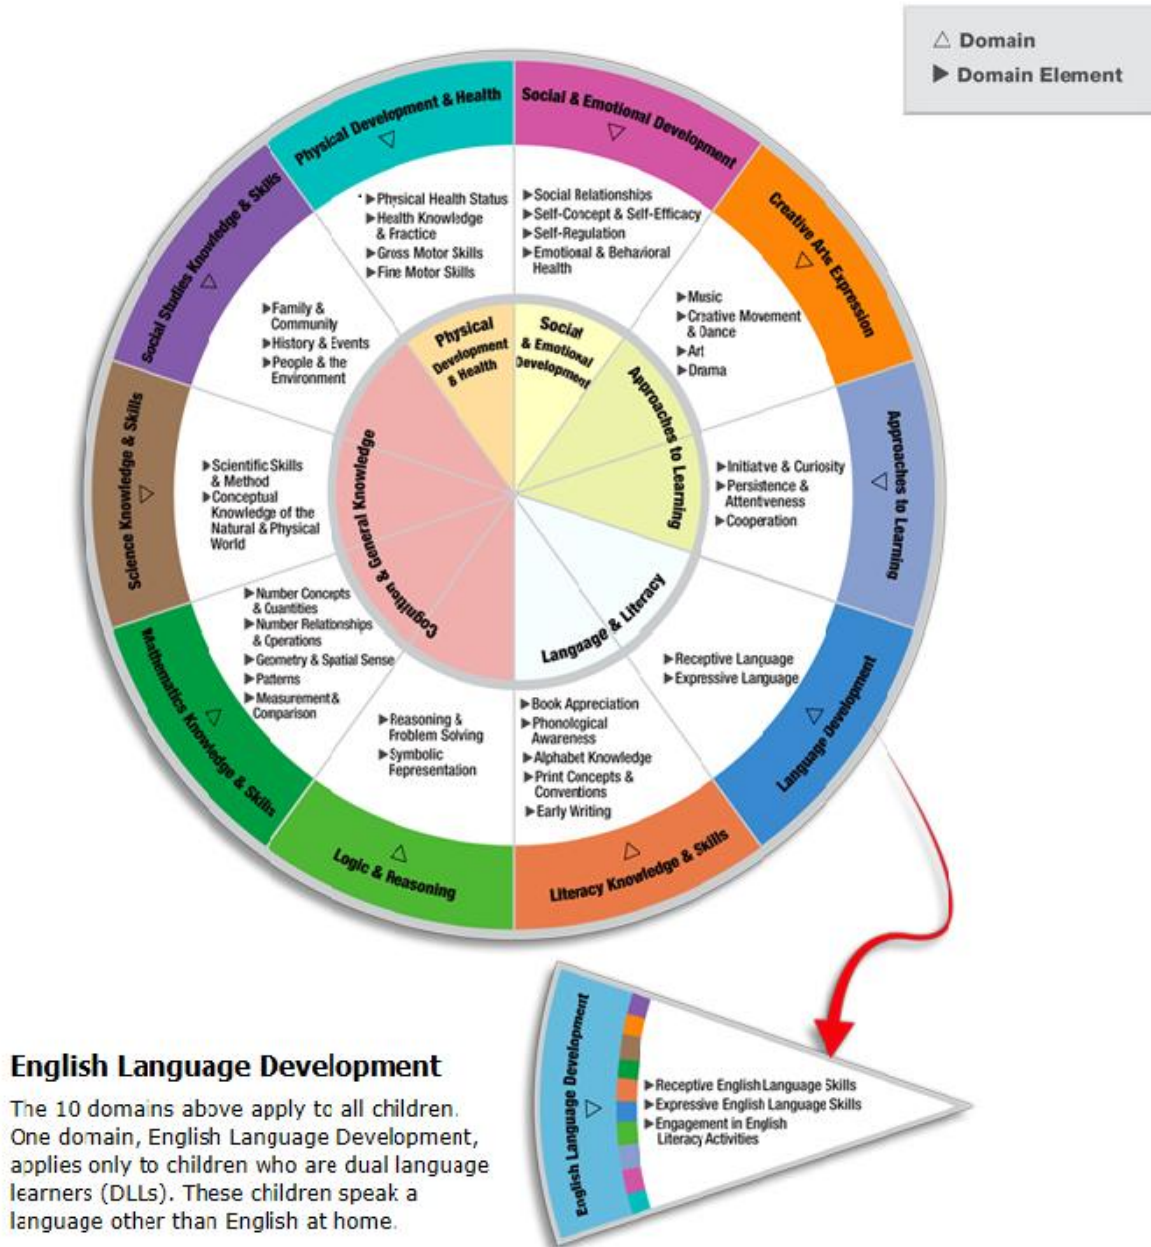 △ Domain
▶ Domain Element
Physical Development & Health
▶Physical Health Status
▶Health Knowledge
& Practice
▶Gross Motor Skills
▶Fine Motor Skills
Social & Emotional Development
▶Social Relationships
▶Self-Concept & Self-Efficacy
▶Self-Regulation
▶Emotional & Behavioral
Health
Creative Arts Expression
▶Music
▶Creative Movement
& Dance
▶Art
▶Drama
Approaches to Learning
▶Initiative & Curiosity
▶Persistence &
Attentiveness
▶Cooperation
Language Development
▶Receptive Language
▶Expressive Language
Literacy Knowledge & Skills
▶Book Appreciation
▶Phonological
Awareness
▶Alphabet Knowledge
▶Print Concepts &
Conventions
▶Early Writing
Logic & Reasoning
▶Reasoning &
Problem Solving
▶Symbolic
Representation
Mathematics Knowledge & Skills
▶Number Concepts
& Quantities
▶Number Relationships
& Operations
▶Geometry & Spatial Sense
▶Patterns
▶Measurement &
Comparison
Science Knowledge & Skills
▶Scientific Skills
& Method
▶Conceptual
Knowledge of the
Natural & Physical
World
Social Studies Knowledge & Skills
▶Family &
Community
▶History & Events
▶People & the
Environment
Physical
Development
& Health
Social
& Emotional
Development
Approaches to Learning
Language & Literacy
Cognition & General Knowledge
English Language Development
▶Receptive English Language Skills
▶Expressive English Language Skills
▶Engagement in English
Literacy Activities
English Language Development
The 10 domains above apply to all children.
One domain, English Language Development,
applies only to children who are dual language
learners (DLLs). These children speak a
language other than English at home.